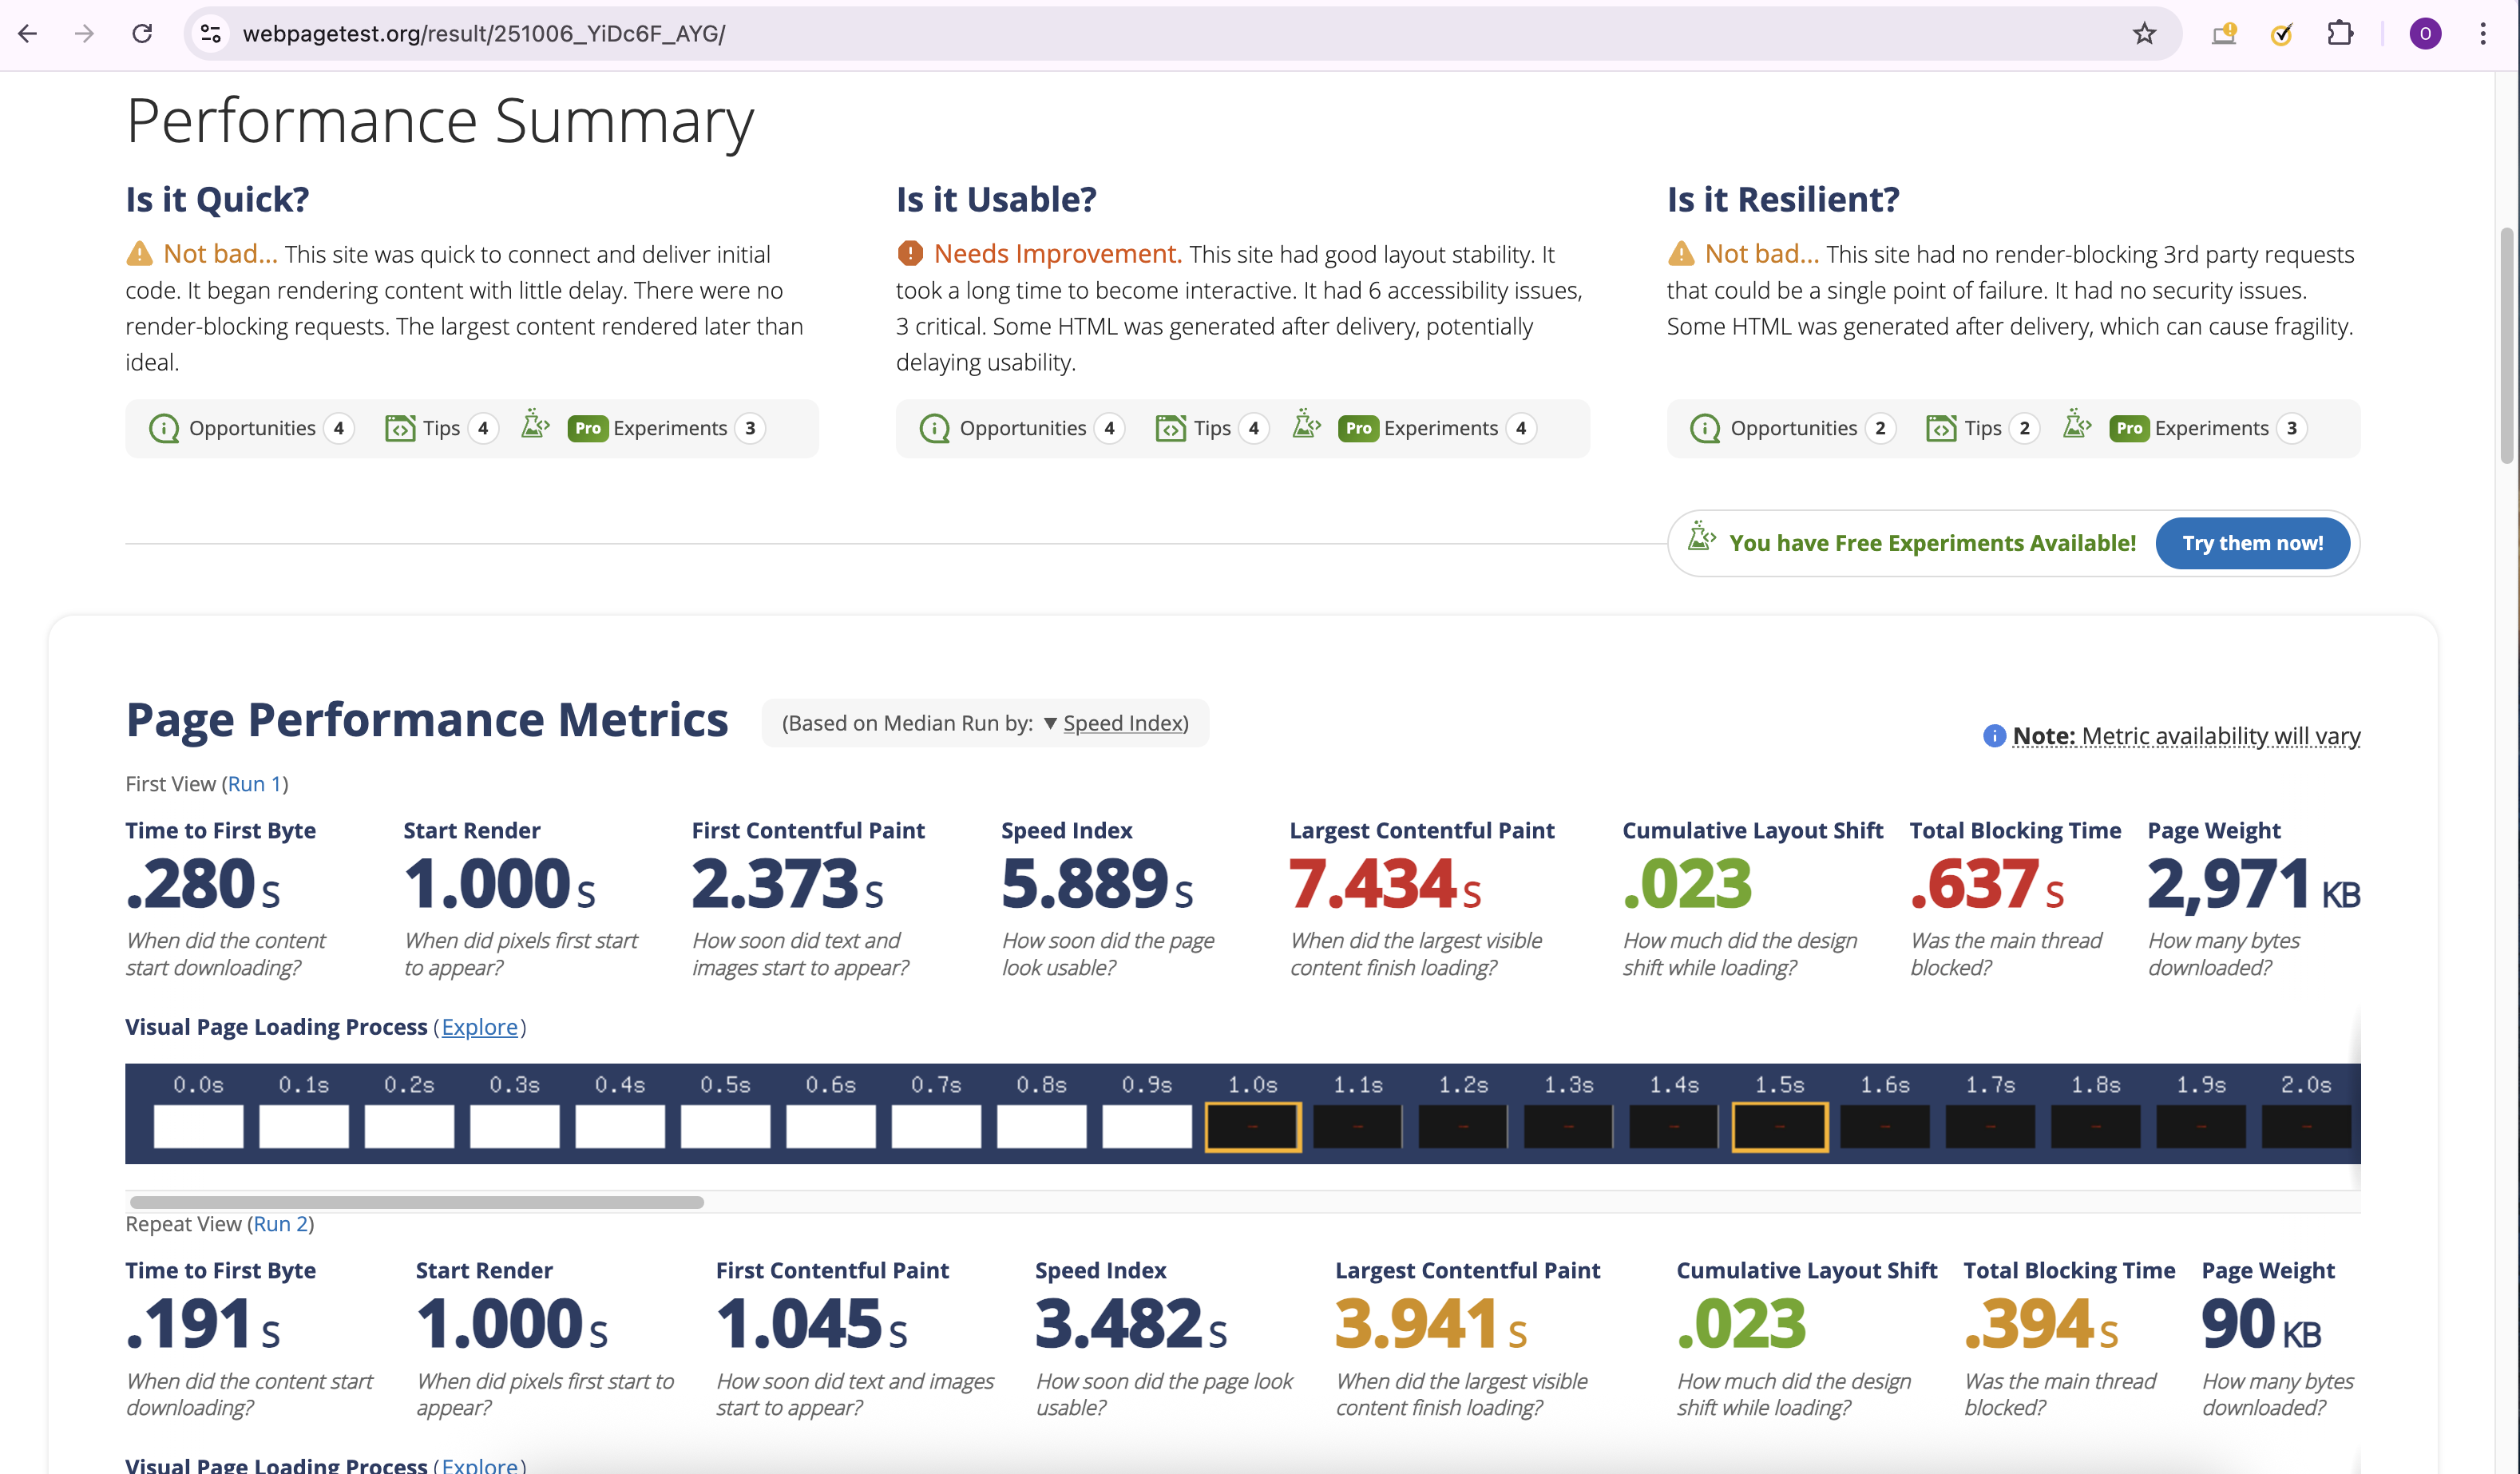 webpagetest.org/result/251006_YiDc6F_AYG/
O
Performance Summary
Is it Quick?
Not bad... This site was quick to connect and deliver initial
code. It began rendering content with little delay. There were no
render-blocking requests. The largest content rendered later than
ideal.
Opportunities 4 Tips 4 Pro Experiments 3
Is it Usable?
Needs Improvement. This site had good layout stability. It
took a long time to become interactive. It had 6 accessibility issues,
3 critical. Some HTML was generated after delivery, potentially
delaying usability.
Opportunities 4 Tips 4 Pro Experiments 4
Is it Resilient?
Not bad... This site had no render-blocking 3rd party requests
that could be a single point of failure. It had no security issues.
Some HTML was generated after delivery, which can cause fragility.
Opportunities 2 Tips 2 Pro Experiments 3
You have Free Experiments Available! Try them now!
Page Performance Metrics (Based on Median Run by: ▼ Speed Index)
Note: Metric availability will vary
First View (Run 1)
Time to First Byte
.280 s
When did the content
start downloading?
Start Render
1.000 s
When did pixels first start
to appear?
First Contentful Paint
2.373 s
How soon did text and
images start to appear?
Speed Index
5.889 s
How soon did the page
look usable?
Largest Contentful Paint
7.434 s
When did the largest visible
content finish loading?
Cumulative Layout Shift
.023
How much did the design
shift while loading?
Total Blocking Time
.637 s
Was the main thread
blocked?
Page Weight
2,971 KB
How many bytes
downloaded?
Visual Page Loading Process (Explore)
0.0s 0.1s 0.2s 0.3s 0.4s 0.5s 0.6s 0.7s 0.8s 0.9s 1.0s 1.1s 1.2s 1.3s 1.4s 1.5s 1.6s 1.7s 1.8s 1.9s 2.0s
Repeat View (Run 2)
Time to First Byte
.191 s
When did the content start
downloading?
Start Render
1.000 s
When did pixels first start to
appear?
First Contentful Paint
1.045 s
How soon did text and images
start to appear?
Speed Index
3.482 s
How soon did the page look
usable?
Largest Contentful Paint
3.941 s
When did the largest visible
content finish loading?
Cumulative Layout Shift
.023
How much did the design
shift while loading?
Total Blocking Time
.394 s
Was the main thread
blocked?
Page Weight
90 KB
How many bytes
downloaded?
Visual Page Loading Process (Explore)